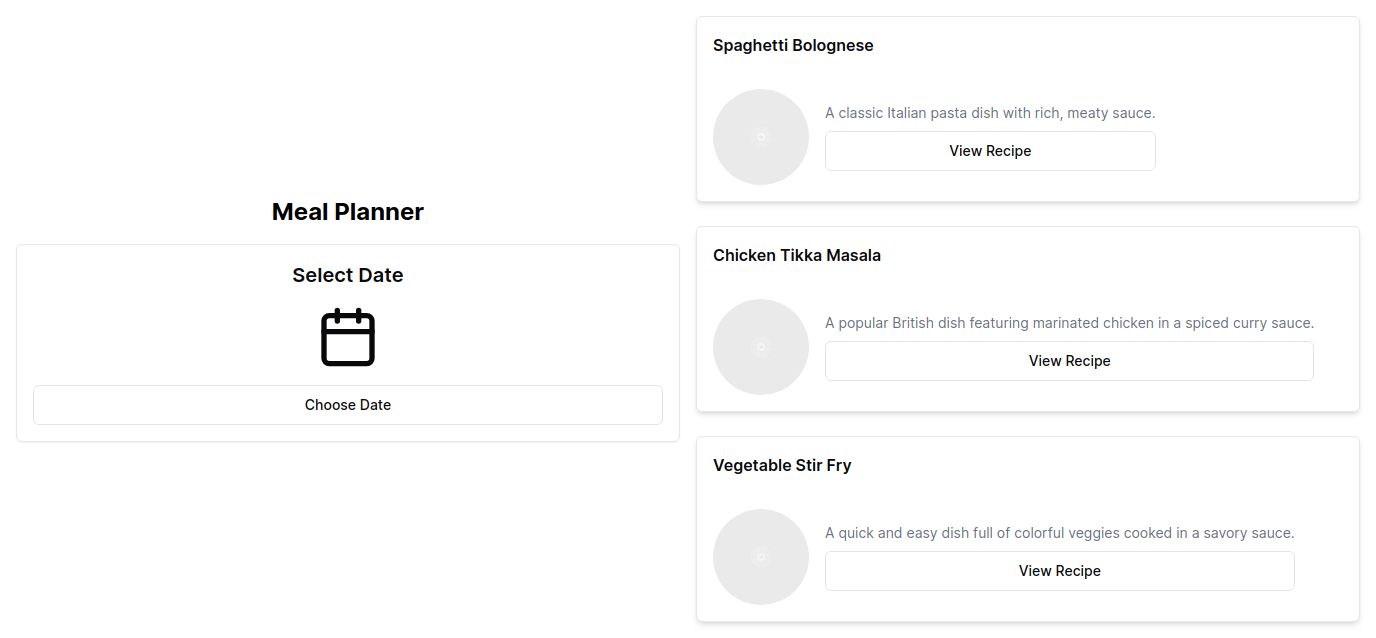 Meal Planner
Select Date
Choose Date
Spaghetti Bolognese
A classic Italian pasta dish with rich, meaty sauce.
View Recipe
Chicken Tikka Masala
A popular British dish featuring marinated chicken in a spiced curry sauce.
View Recipe
Vegetable Stir Fry
A quick and easy dish full of colorful veggies cooked in a savory sauce.
View Recipe